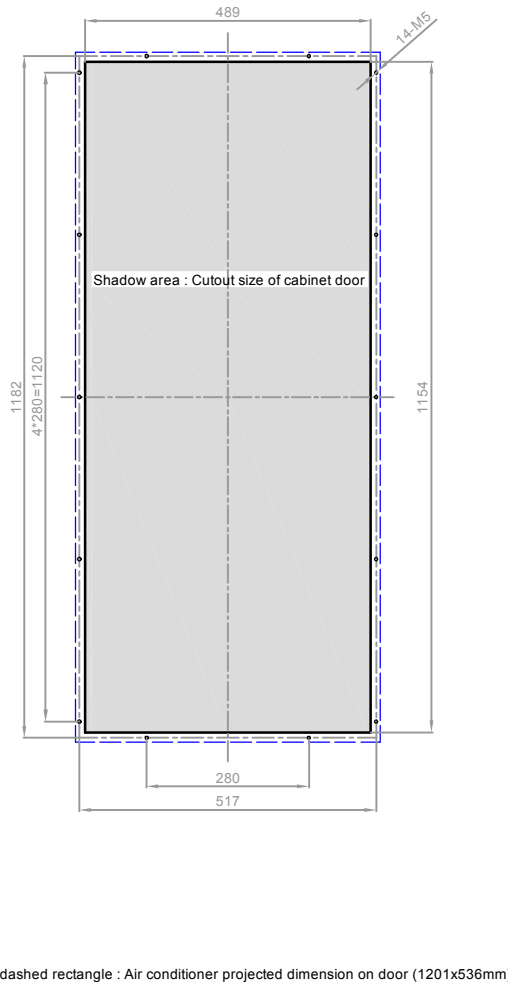 489
14-M5
Shadow area : Cutout size of cabinet door
1182
4*280=1120
1154
280
517
dashed rectangle : Air conditioner projected dimension on door (1201x536mm)